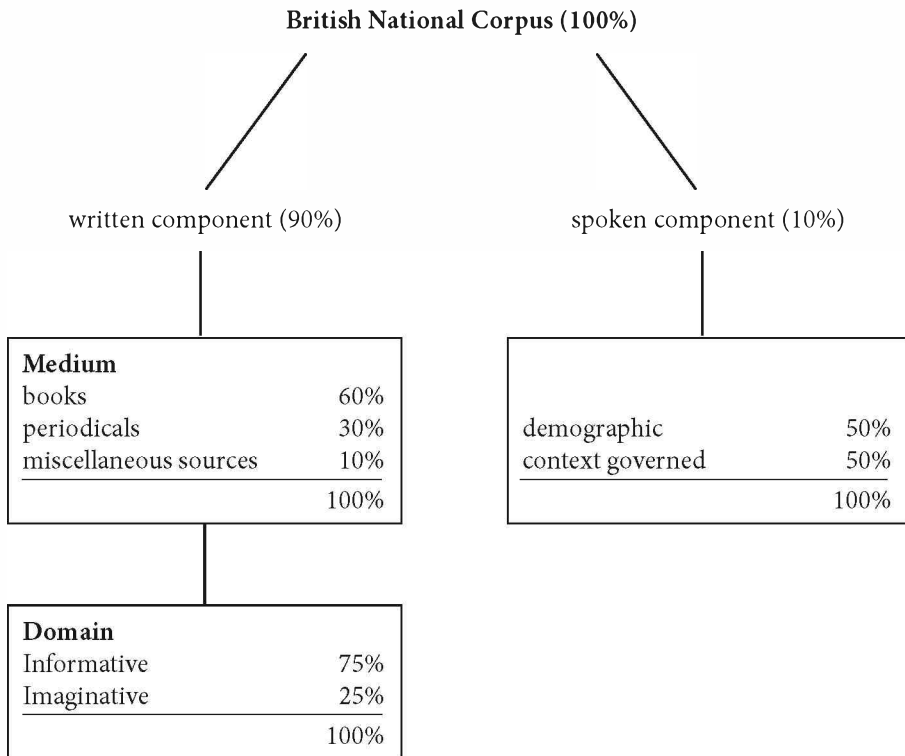 British National Corpus (100%)
written component (90%)
spoken component (10%)
Medium
books 60%
periodicals 30%
miscellaneous sources 10%
100%
demographic 50%
context governed 50%
100%
Domain
Informative 75%
Imaginative 25%
100%